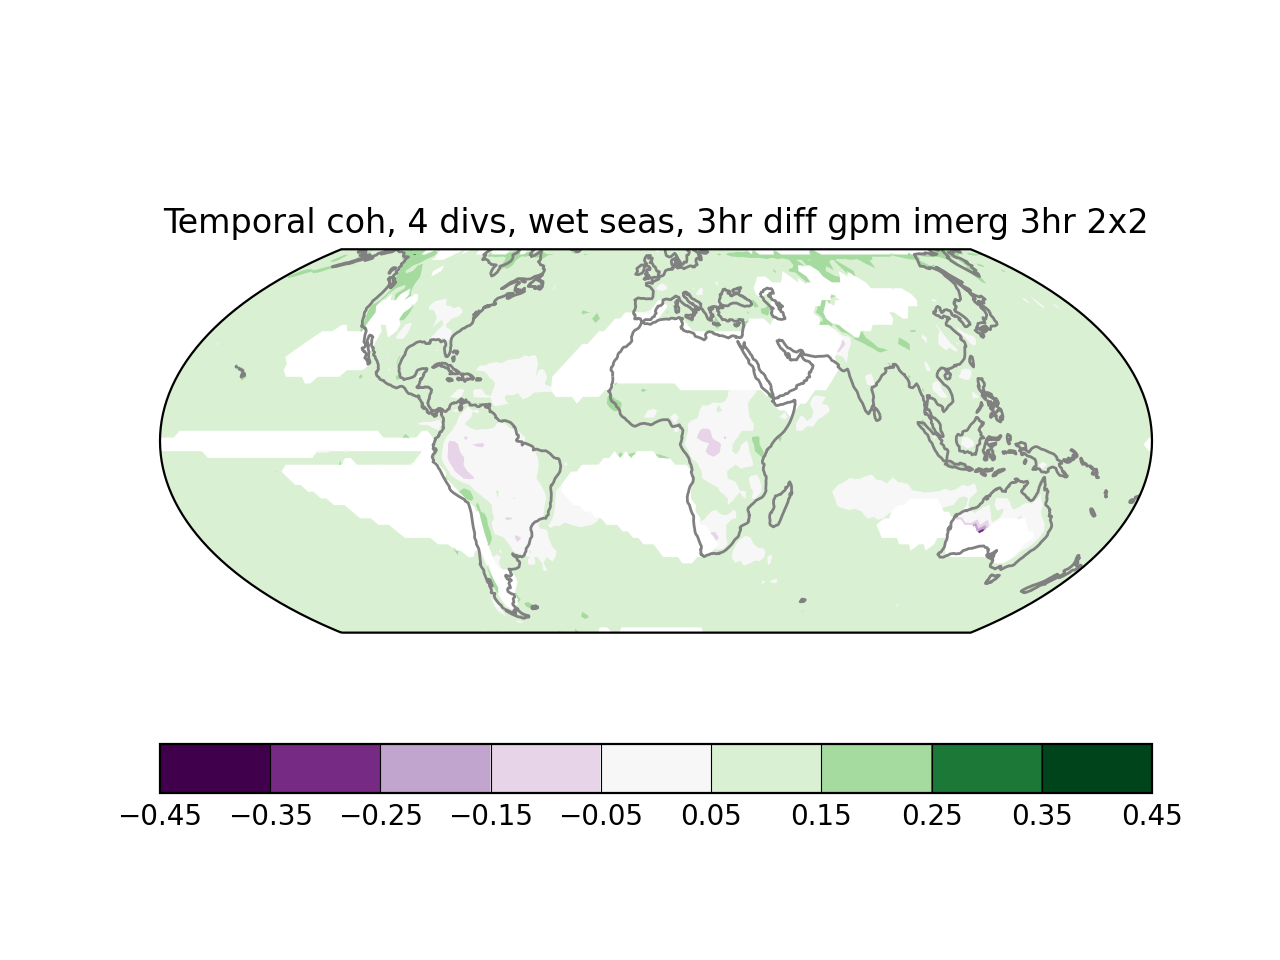 Temporal coh, 4 divs, wet seas, 3hr diff gpm imerg 3hr 2x2
−0.45 −0.35 −0.25 −0.15 −0.05 0.05 0.15 0.25 0.35 0.45